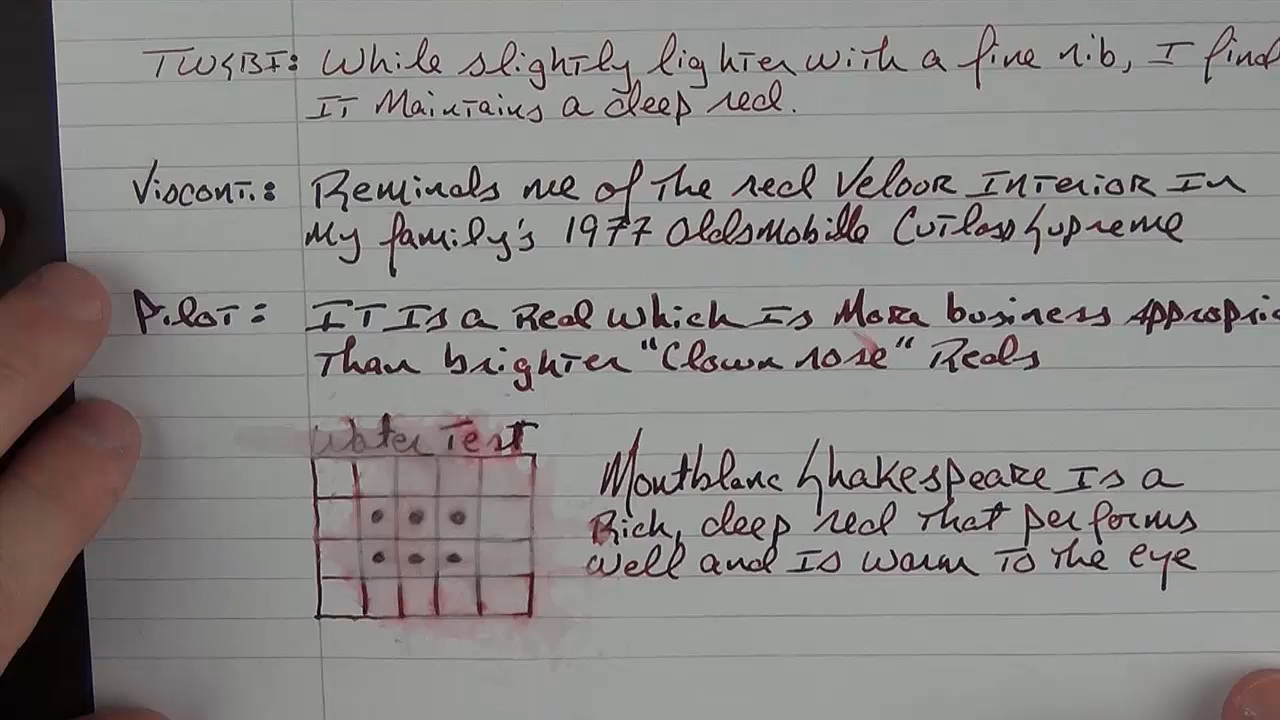 TWSBI: While slightly lighter with a fine nib, I find
IT Maintains a deep red.
Visconti: Reminds me of The red Velour Interior In
My family's 1977 Oldsmobile Cutlass Supreme
Pilot: IT Is a Red which Is More business Appropri
Than brighter "Clown nose" Reds
Water Test
Montblanc Shakespeare Is a
Rich, deep red that performs
well and Is warm To The eye